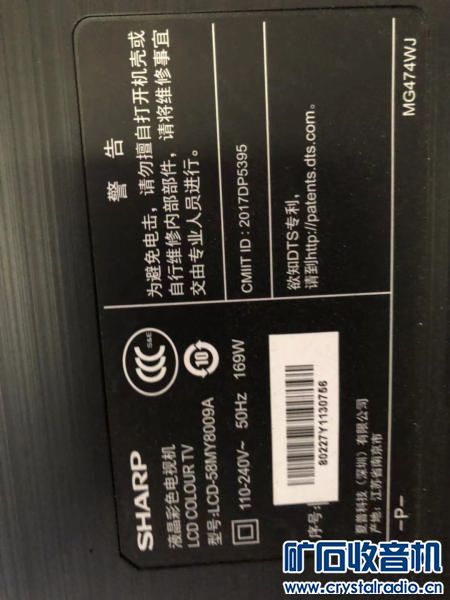 SHARP
液晶彩色电视机
LCD COLOUR TV
型号:LCD-58MY8009A
110-240V~ 50Hz 169W
S&E
10
序号:
80227Y1130756
夏普科技（深圳）有限公司
产地：江苏省南京市
-P-
警 告
为避免电击，请勿擅自打开机壳或
自行维修内部部件，请将维修事宜
交由专业人员进行。
CMIIT ID : 2017DP5395
欲知DTS专利，
请到http://patents.dts.com.
MG474WJ
矿石收音机
www.crystalradio.cn